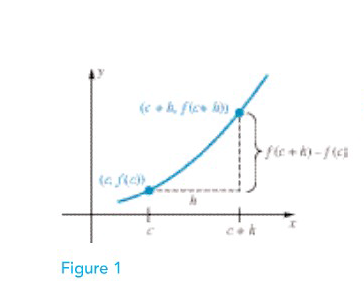 y
(c + h, f(c + h))
f(c + h) – f(c)
(c, f(c))
h
c
c + h
x
Figure 1